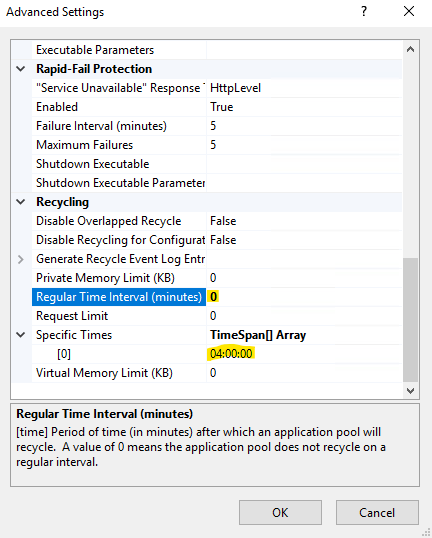 Advanced Settings
Executable Parameters
Rapid-Fail Protection
"Service Unavailable" Response T HttpLevel
Enabled True
Failure Interval (minutes) 5
Maximum Failures 5
Shutdown Executable
Shutdown Executable Parameter
Recycling
Disable Overlapped Recycle False
Disable Recycling for Configurat False
Generate Recycle Event Log Entr
Private Memory Limit (KB) 0
Regular Time Interval (minutes) 0
Request Limit 0
Specific Times TimeSpan[] Array
[0] 04:00:00
Virtual Memory Limit (KB) 0
Regular Time Interval (minutes)
[time] Period of time (in minutes) after which an application pool will
recycle. A value of 0 means the application pool does not recycle on a
regular interval.
OK Cancel